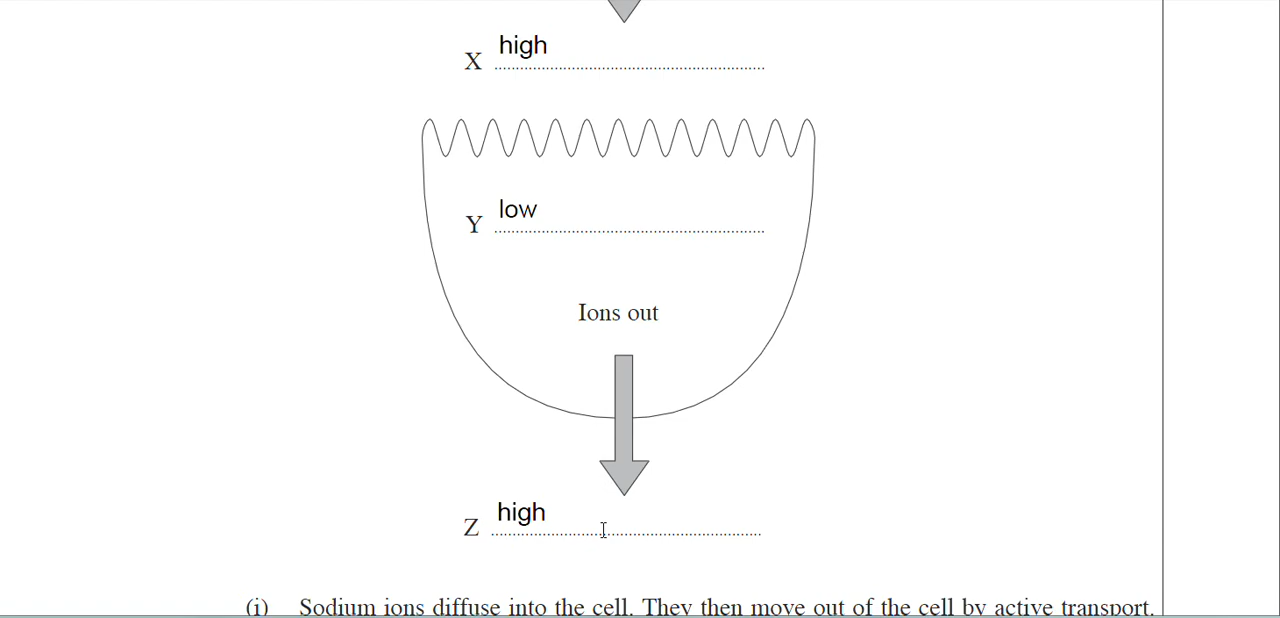 high
X ..........................................................
low
Y ..........................................................
Ions out
high
Z ..........................................................
(i) Sodium ions diffuse into the cell. They then move out of the cell by active transport.